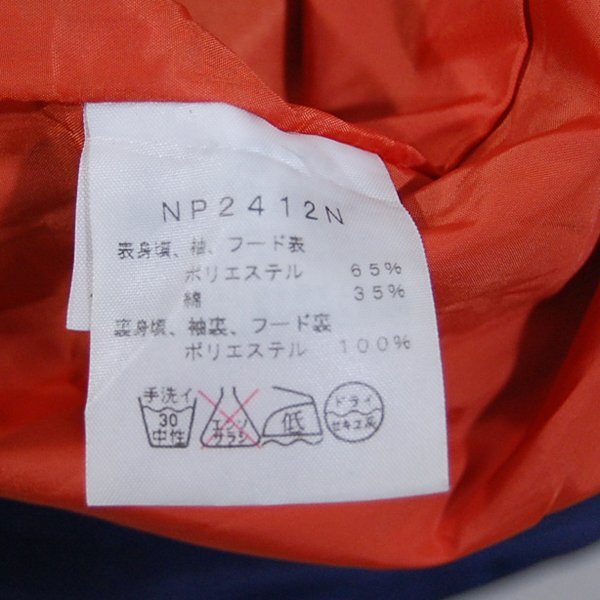 NP2412N
表身頃、袖、フード表
ポリエステル 65%
綿 35%
裏身頃、袖裏、フード裏
ポリエステル 100%
手洗イ
30
中性
エンソ
サラシ
低
ドライ
セキユ系